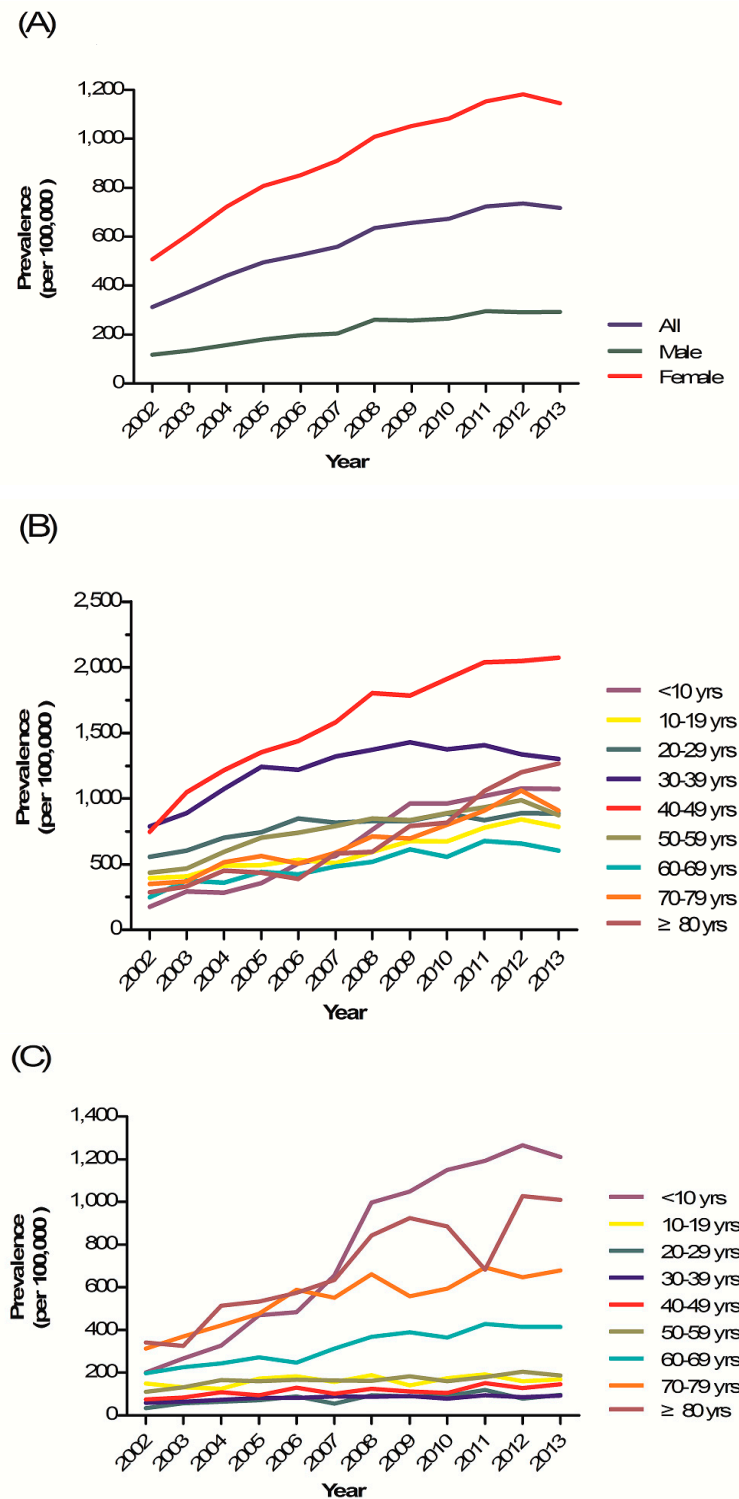 (A)
1,200
1,000
800
600
400
200
0
Prevalence
(per 100,000 )
2002
2003
2004
2005
2006
2007
2008
2009
2010
2011
2012
2013
Year
All
Male
Female
(B)
2,500
2,000
1,500
1,000
500
0
Prevalence
(per 100,000)
2002
2003
2004
2005
2006
2007
2008
2009
2010
2011
2012
2013
Year
<10 yrs
10-19 yrs
20-29 yrs
30-39 yrs
40-49 yrs
50-59 yrs
60-69 yrs
70-79 yrs
≥ 80 yrs
(C)
1,400
1,200
1,000
800
600
400
200
0
Prevalence
(per 100,000)
2002
2003
2004
2005
2006
2007
2008
2009
2010
2011
2012
2013
Year
<10 yrs
10-19 yrs
20-29 yrs
30-39 yrs
40-49 yrs
50-59 yrs
60-69 yrs
70-79 yrs
≥ 80 yrs